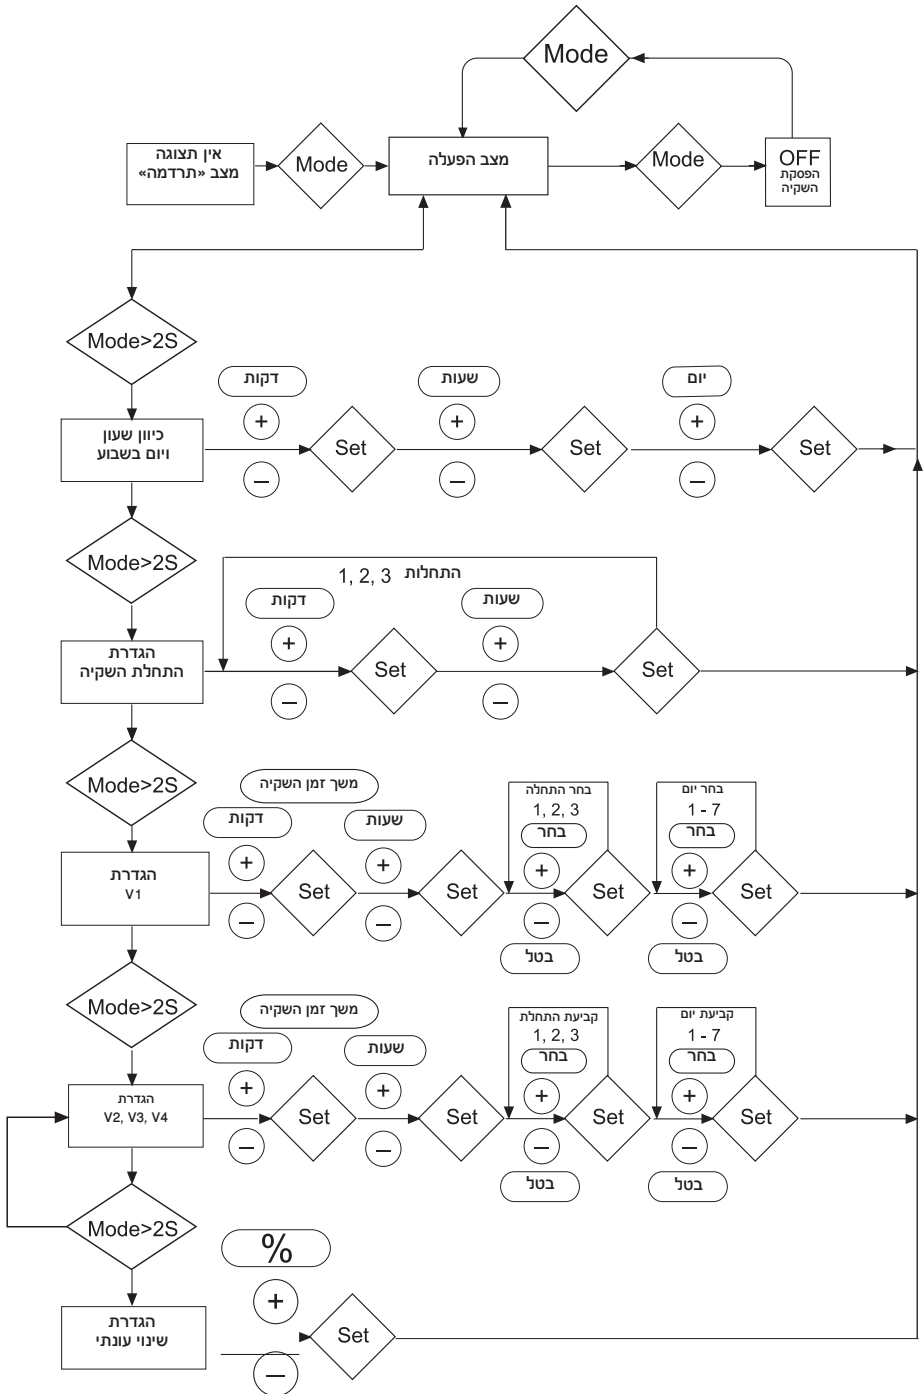 Mode
אין תצוגה
מצב «תרדמה»
Mode
מצב הפעלה
Mode
OFF
הפסקת
השקיה
Mode>2S
דקות
שעות
יום
+
+
+
כיוון שעון
ויום בשבוע
Set
Set
Set
–
–
–
Mode>2S
התחלות 1, 2, 3
דקות
שעות
+
+
הגדרת
התחלת השקיה
Set
Set
–
–
Mode>2S
משך זמן השקיה
דקות
שעות
בחר התחלה
1, 2, 3
בחר
בחר יום
1 - 7
בחר
+
+
+
+
הגדרת
V1
Set
Set
Set
Set
–
–
–
–
בטל
בטל
Mode>2S
משך זמן השקיה
דקות
שעות
קביעת התחלת
1, 2, 3
בחר
קביעת יום
1 - 7
בחר
+
+
+
+
הגדרת
V2, V3, V4
Set
Set
Set
Set
–
–
–
–
בטל
בטל
Mode>2S
%
+
הגדרת
שינוי עונתי
Set
–